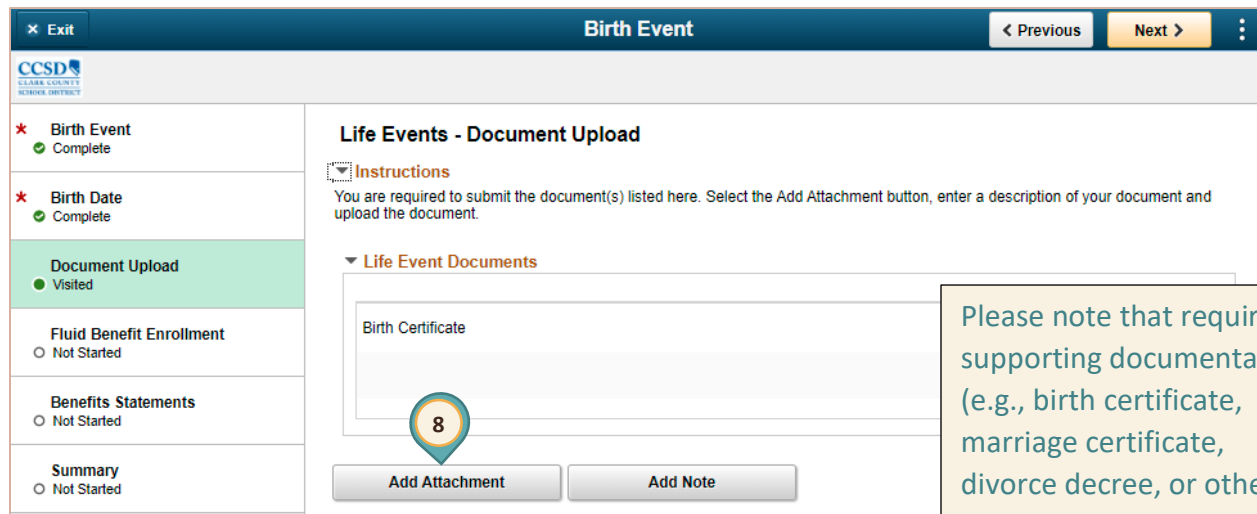 × Exit
Birth Event
< Previous
Next >
CCSD
CLARK COUNTY
SCHOOL DISTRICT
* Birth Event
Complete
* Birth Date
Complete
Document Upload
Visited
Fluid Benefit Enrollment
Not Started
Benefits Statements
Not Started
Summary
Not Started
Life Events - Document Upload
Instructions
You are required to submit the document(s) listed here. Select the Add Attachment button, enter a description of your document and
upload the document.
Life Event Documents
Birth Certificate
8
Add Attachment
Add Note
Please note that requir
supporting documenta
(e.g., birth certificate,
marriage certificate,
divorce decree, or othe